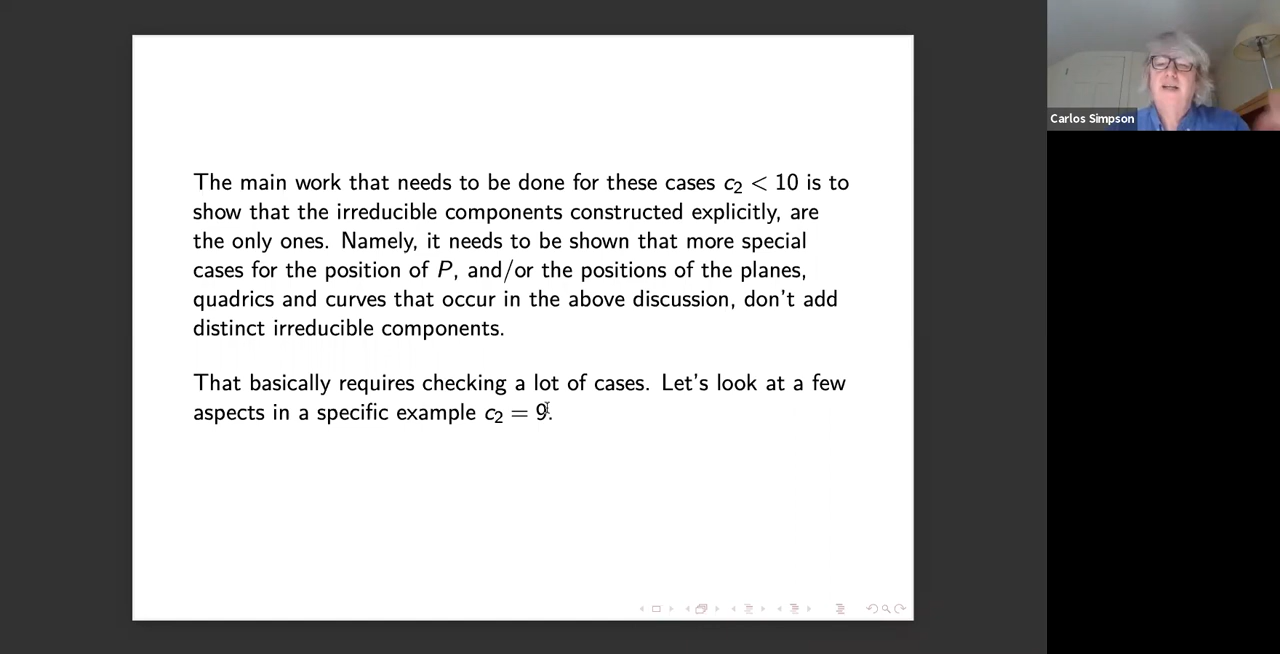 The main work that needs to be done for these cases c₂ < 10 is to
show that the irreducible components constructed explicitly, are
the only ones. Namely, it needs to be shown that more special
cases for the position of P, and/or the positions of the planes,
quadrics and curves that occur in the above discussion, don't add
distinct irreducible components.
That basically requires checking a lot of cases. Let's look at a few
aspects in a specific example c₂ = 9.
Carlos Simpson